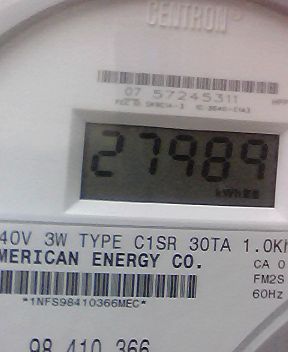 CENTRON
07 57245311
27989
kWh
40V 3W TYPE C1SR 30TA 1.0Kh
MERICAN ENERGY CO.
CA 0
FM2S
60Hz
*1NFS98410366MEC*
98 410 366